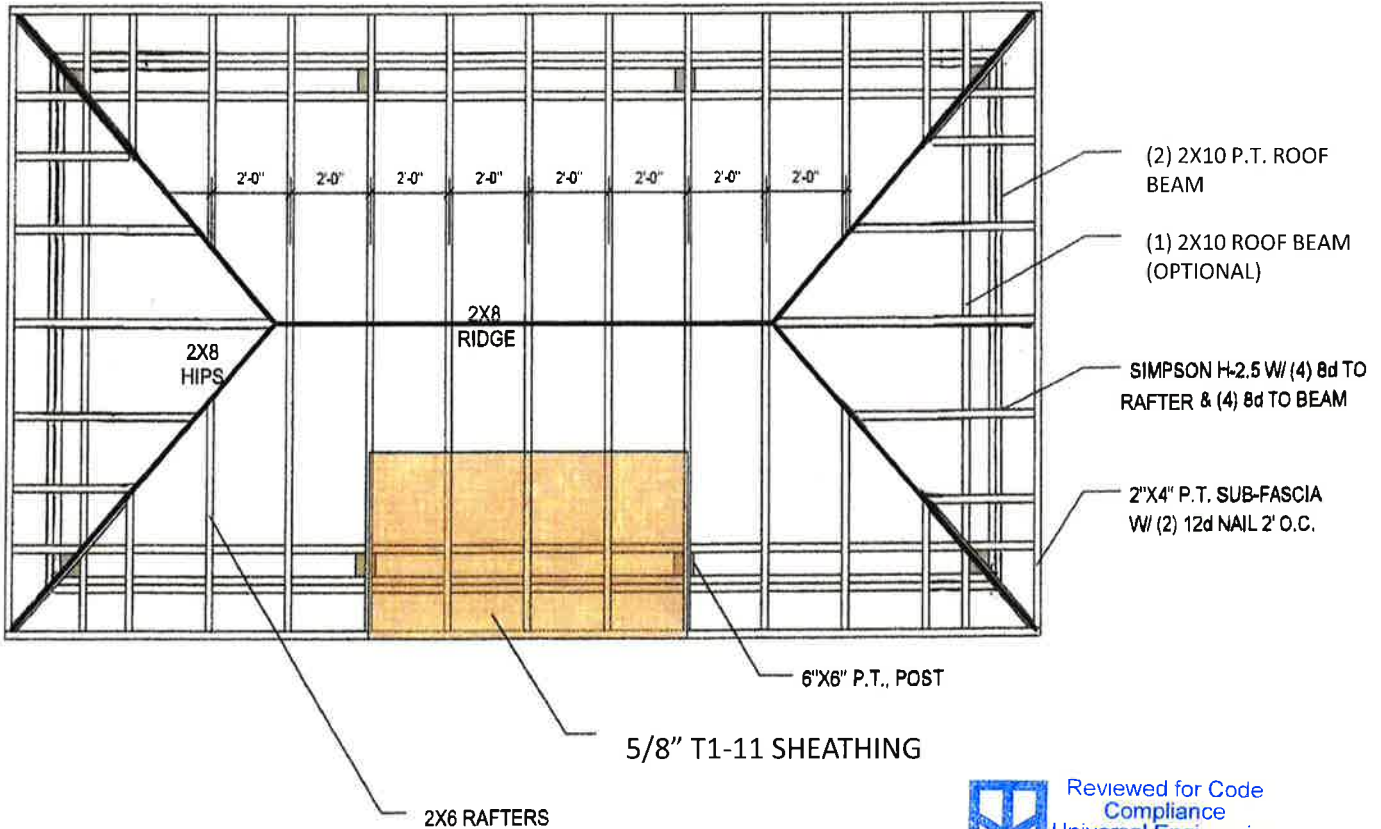 2'-0" 2'-0" 2'-0" 2'-0" 2'-0" 2'-0" 2'-0" 2'-0"
(2) 2X10 P.T. ROOF
BEAM
(1) 2X10 ROOF BEAM
(OPTIONAL)
2X8
RIDGE
2X8
HIPS
SIMPSON H-2.5 W/ (4) 8d TO
RAFTER & (4) 8d TO BEAM
2"X4" P.T. SUB-FASCIA
W/ (2) 12d NAIL 2' O.C.
6"X6" P.T., POST
5/8” T1-11 SHEATHING
2X6 RAFTERS
Reviewed for Code
Compliance